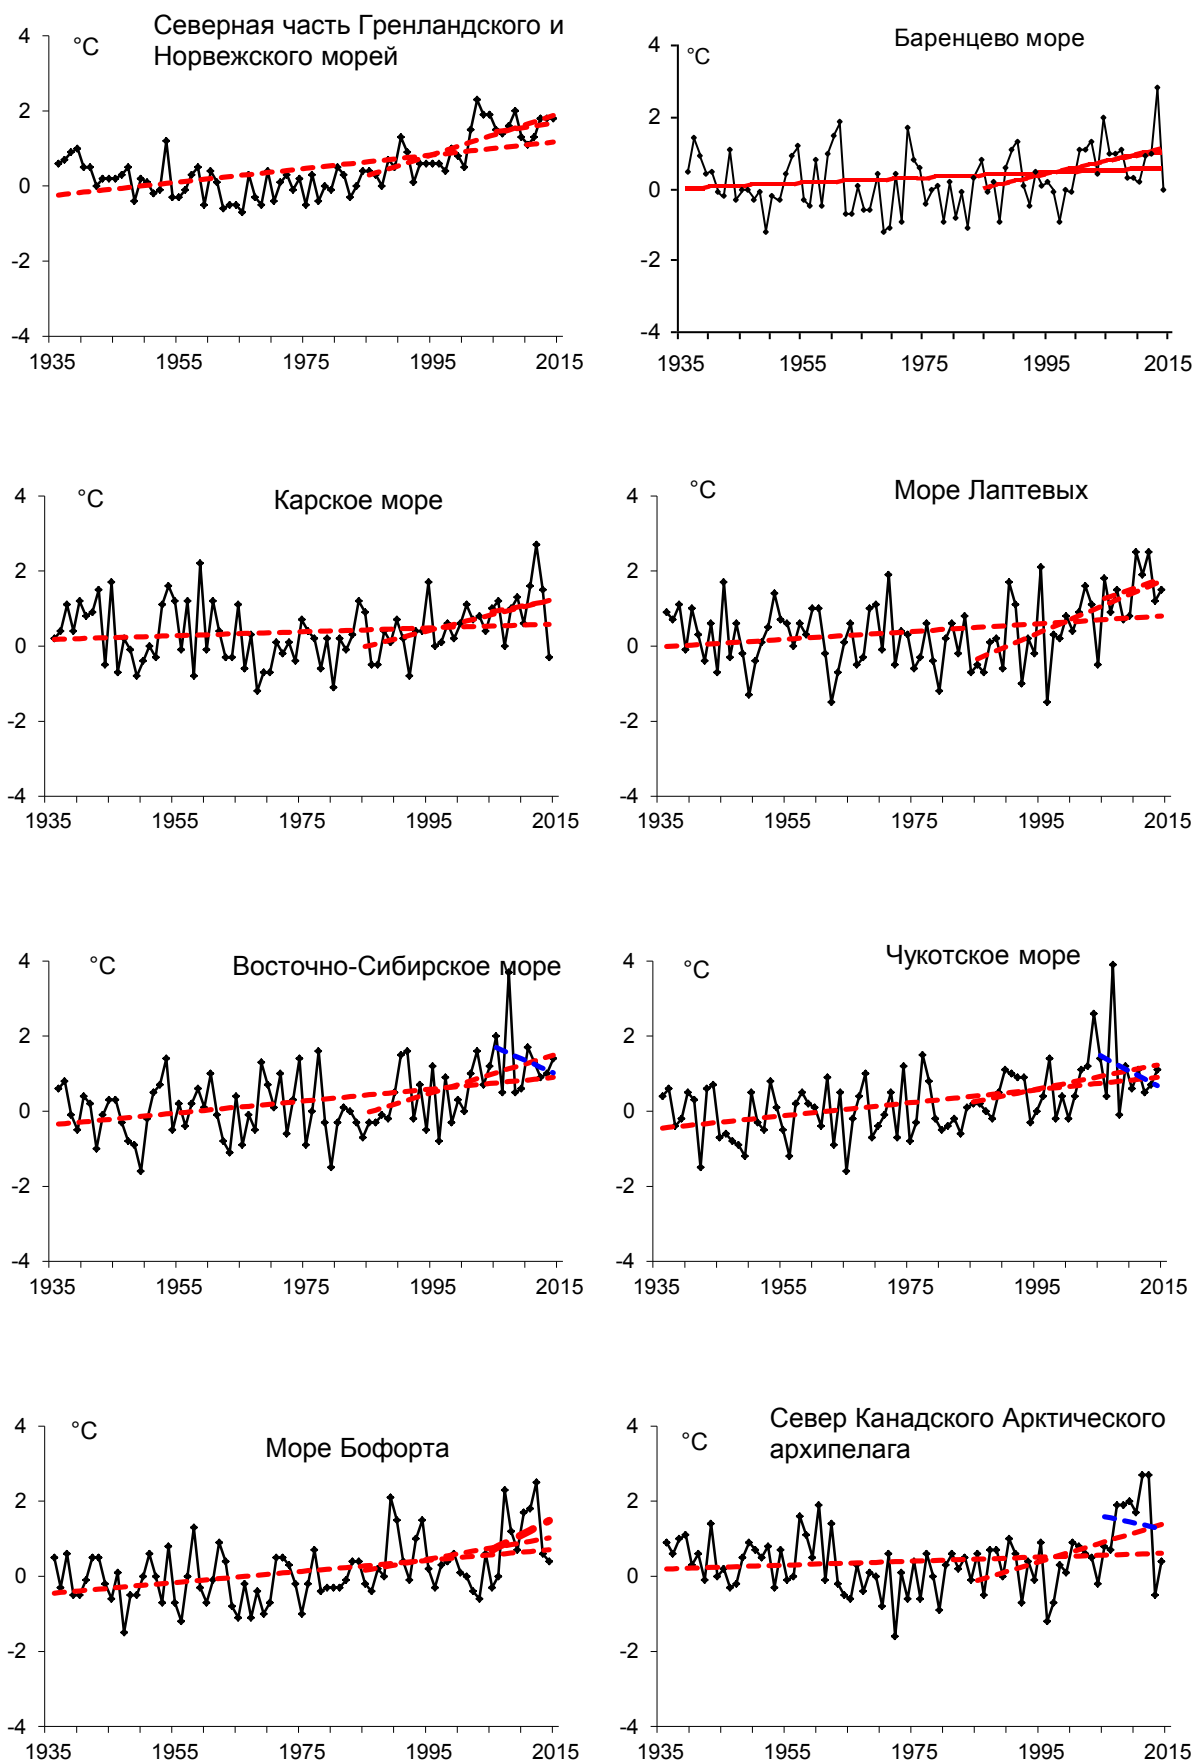 Северная часть Гренландского и
Норвежского морей
°C
4
2
0
-2
-4
1935 1955 1975 1995 2015
Баренцево море
°C
4
2
0
-2
-4
1935 1955 1975 1995 2015
Карское море
°C
4
2
0
-2
-4
1935 1955 1975 1995 2015
Море Лаптевых
°C
4
2
0
-2
-4
1935 1955 1975 1995 2015
Восточно-Сибирское море
°C
4
2
0
-2
-4
1935 1955 1975 1995 2015
Чукотское море
°C
4
2
0
-2
-4
1935 1955 1975 1995 2015
Море Бофорта
°C
4
2
0
-2
-4
1935 1955 1975 1995 2015
Север Канадского Арктического
архипелага
°C
4
2
0
-2
-4
1935 1955 1975 1995 2015